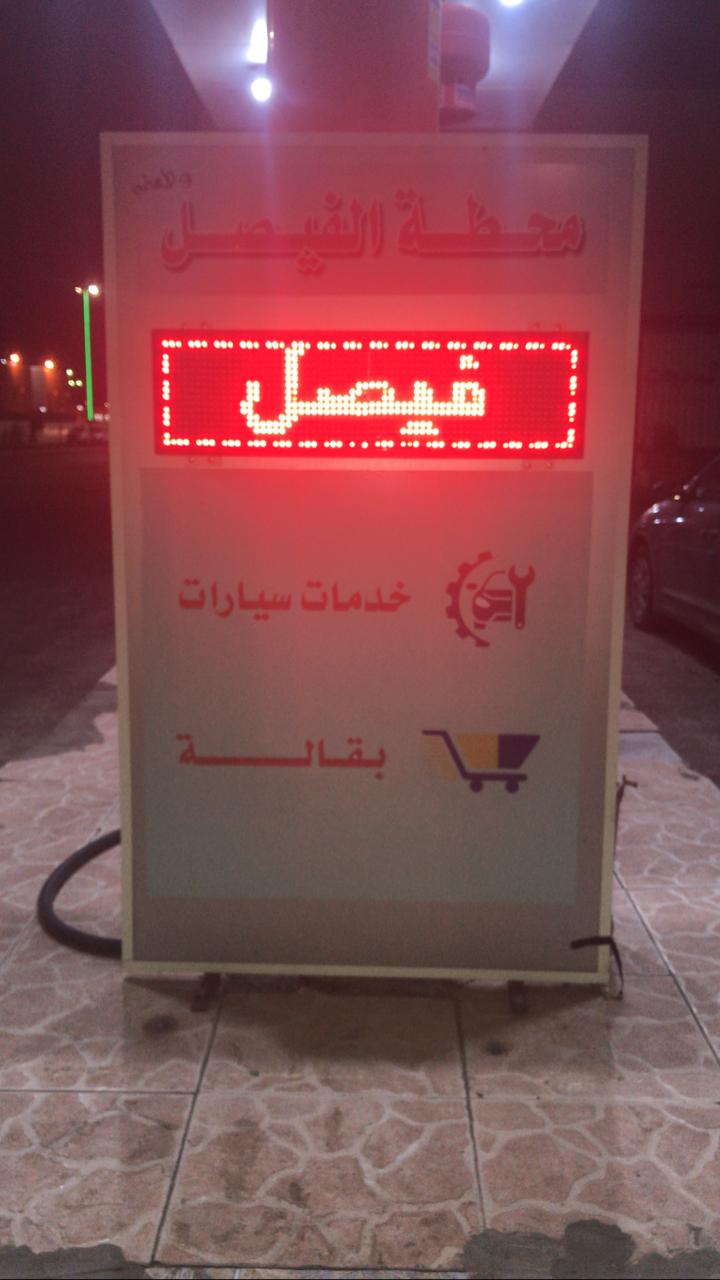 محطة الفيصل
فيصل
خدمات سيارات
بقالة